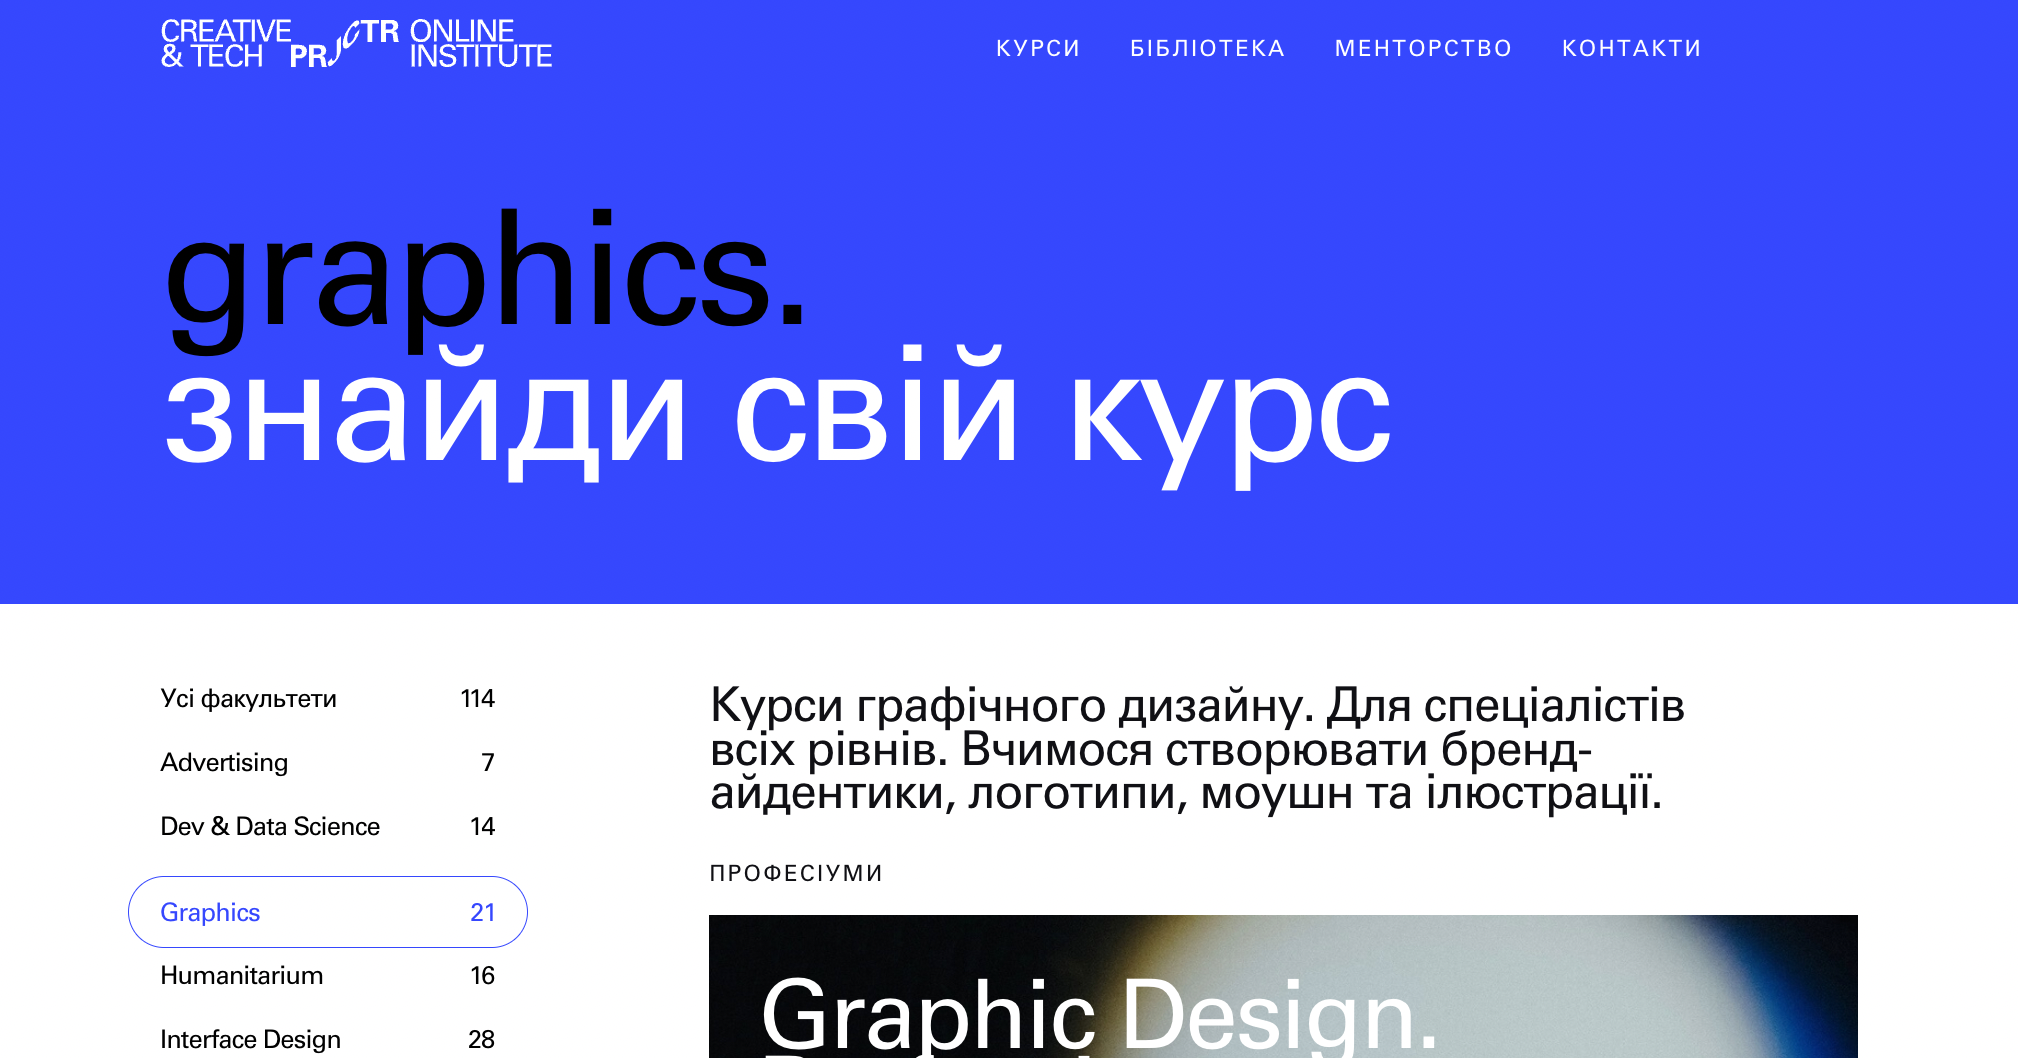 CREATIVE
& TECH PRJCTR ONLINE
INSTITUTE
КУРСИ БІБЛІОТЕКА МЕНТОРСТВО КОНТАКТИ
graphics.
знайди свій курс
Усі факультети 114
Advertising 7
Dev & Data Science 14
Graphics 21
Humanitarium 16
Interface Design 28
Курси графічного дизайну. Для спеціалістів
всіх рівнів. Вчимося створювати бренд-
айдентики, логотипи, моушн та ілюстрації.
ПРОФЕСІУМИ
Graphic Design.